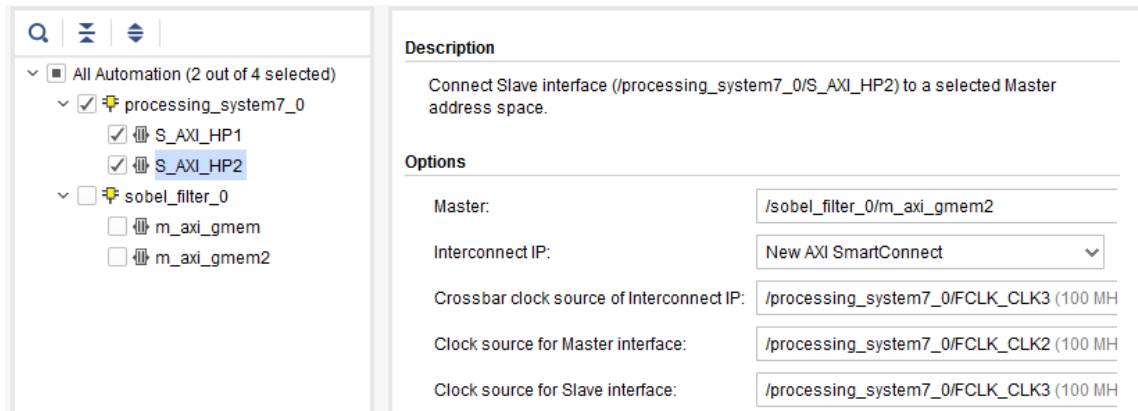 All Automation (2 out of 4 selected)
processing_system7_0
S_AXI_HP1
S_AXI_HP2
sobel_filter_0
m_axi_gmem
m_axi_gmem2
Description
Connect Slave interface (/processing_system7_0/S_AXI_HP2) to a selected Master
address space.
Options
Master: /sobel_filter_0/m_axi_gmem2
Interconnect IP: New AXI SmartConnect
Crossbar clock source of Interconnect IP: /processing_system7_0/FCLK_CLK3 (100 MH
Clock source for Master interface: /processing_system7_0/FCLK_CLK2 (100 MH
Clock source for Slave interface: /processing_system7_0/FCLK_CLK3 (100 MH